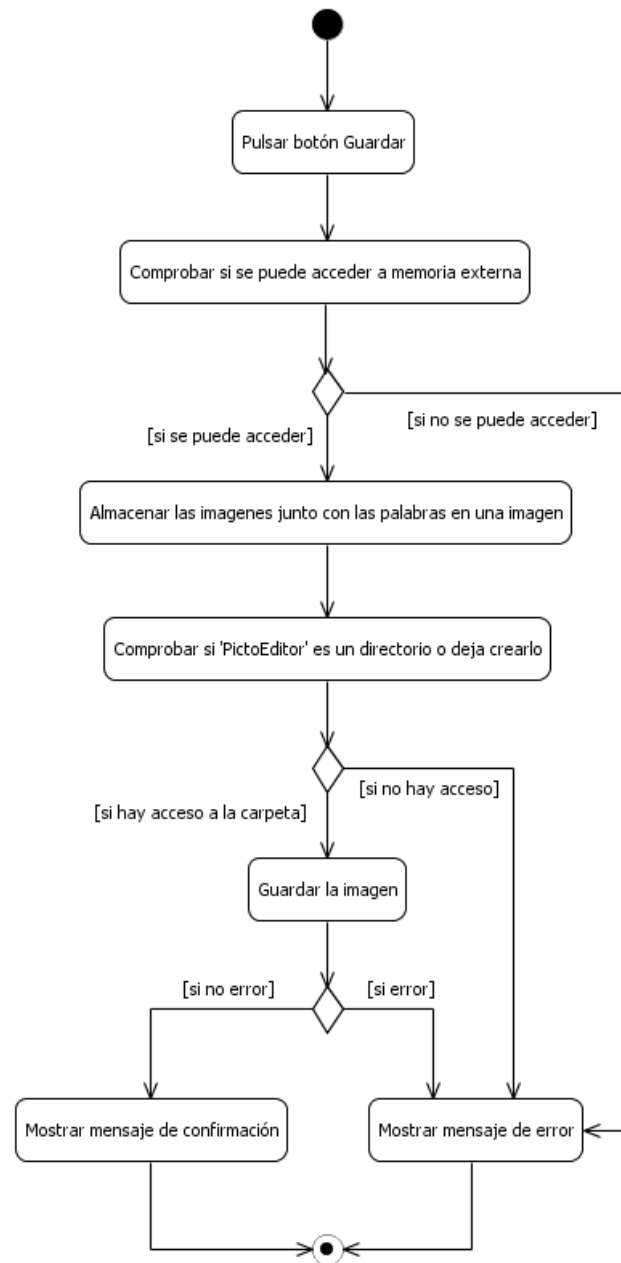 Pulsar botón Guardar
Comprobar si se puede acceder a memoria externa
[si no se puede acceder]
[si se puede acceder]
Almacenar las imagenes junto con las palabras en una imagen
Comprobar si 'PictoEditor' es un directorio o deja crearlo
[si no hay acceso]
[si hay acceso a la carpeta]
Guardar la imagen
[si no error]
[si error]
Mostrar mensaje de confirmación
Mostrar mensaje de error